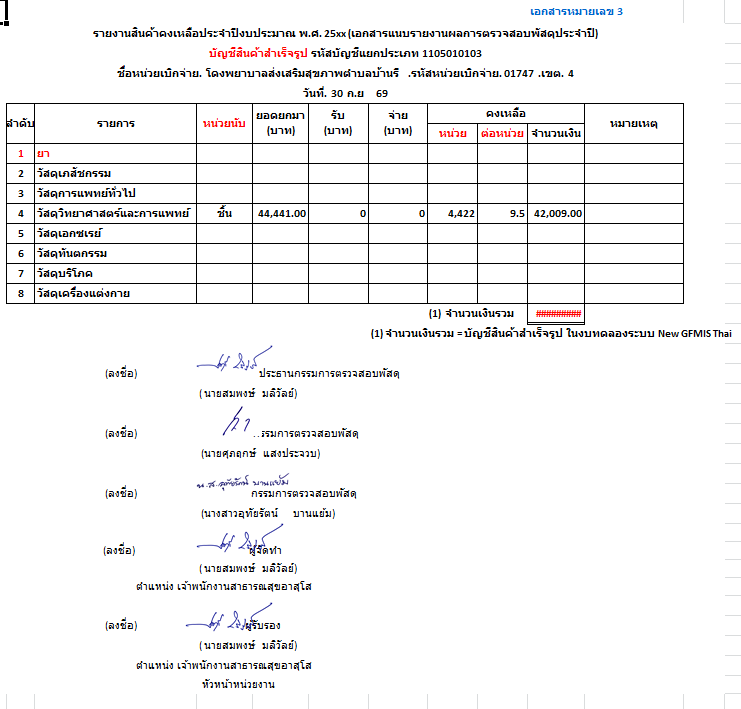 เอกสารหมายเลข 3
รายงานสินค้าคงเหลือประจำปีงบประมาณ พ.ศ. 25xx (เอกสารแนบรายงานผลการตรวจสอบพัสดุประจำปี)
บัญชีสินค้าสำเร็จรูป รหัสบัญชีแยกประเภท 1105010103
ชื่อหน่วยเบิกจ่าย. โดงพยาบาลส่งเสริมสุขภาพตำบลบ้านรี .รหัสหน่วยเบิกจ่าย. 01747 .เขต. 4
วันที่. 30 ก.ย 69
ลำดับ รายการ หน่วยนับ ยอดยกมา (บาท) รับ (บาท) จ่าย (บาท) คงเหลือ หมายเหตุ
หน่วย ต่อหน่วย จำนวนเงิน
1 ยา
2 วัสดุเภสัชกรรม
3 วัสดุการแพทย์ทั่วไป
4 วัสดุวิทยาศาสตร์และการแพทย์ ชิ้น 44,441.00 0 0 4,422 9.5 42,009.00
5 วัสดุเอกซเรย์
6 วัสดุทันตกรรม
7 วัสดุบริโภค
8 วัสดุเครื่องแต่งกาย
(1) จำนวนเงินรวม ########
(1) จำนวนเงินรวม = บัญชีสินค้าสำเร็จรูป ในงบทดลองระบบ New GFMIS Thai
(ลงชื่อ) ประธานกรรมการตรวจสอบพัสดุ
(นายสมพงษ์ มลิวัลย์)
(ลงชื่อ) ..รรมการตรวจสอบพัสดุ
(นายศุภฤกษ์ แสงประจวบ)
น.ส.อุทัยรัตน์ บานแย้ม
(ลงชื่อ) กรรมการตรวจสอบพัสดุ
(นางสาวอุทัยรัตน์ บานแย้ม)
(ลงชื่อ) ผู้จัดทำ
(นายสมพงษ์ มลิวัลย์)
ตำแหน่ง เจ้าพนักงานสาธารณสุขอาสุโส
(ลงชื่อ) ผู้รับรอง
(นายสมพงษ์ มลิวัลย์)
ตำแหน่ง เจ้าพนักงานสาธารณสุขอาสุโส
หัวหน้าหน่วยงาน